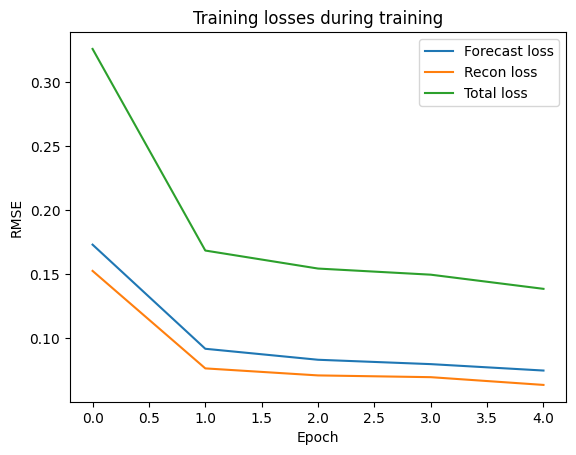 Training losses during training
Forecast loss
Recon loss
Total loss
0.30
0.25
0.20
0.15
0.10
RMSE
0.0 0.5 1.0 1.5 2.0 2.5 3.0 3.5 4.0
Epoch